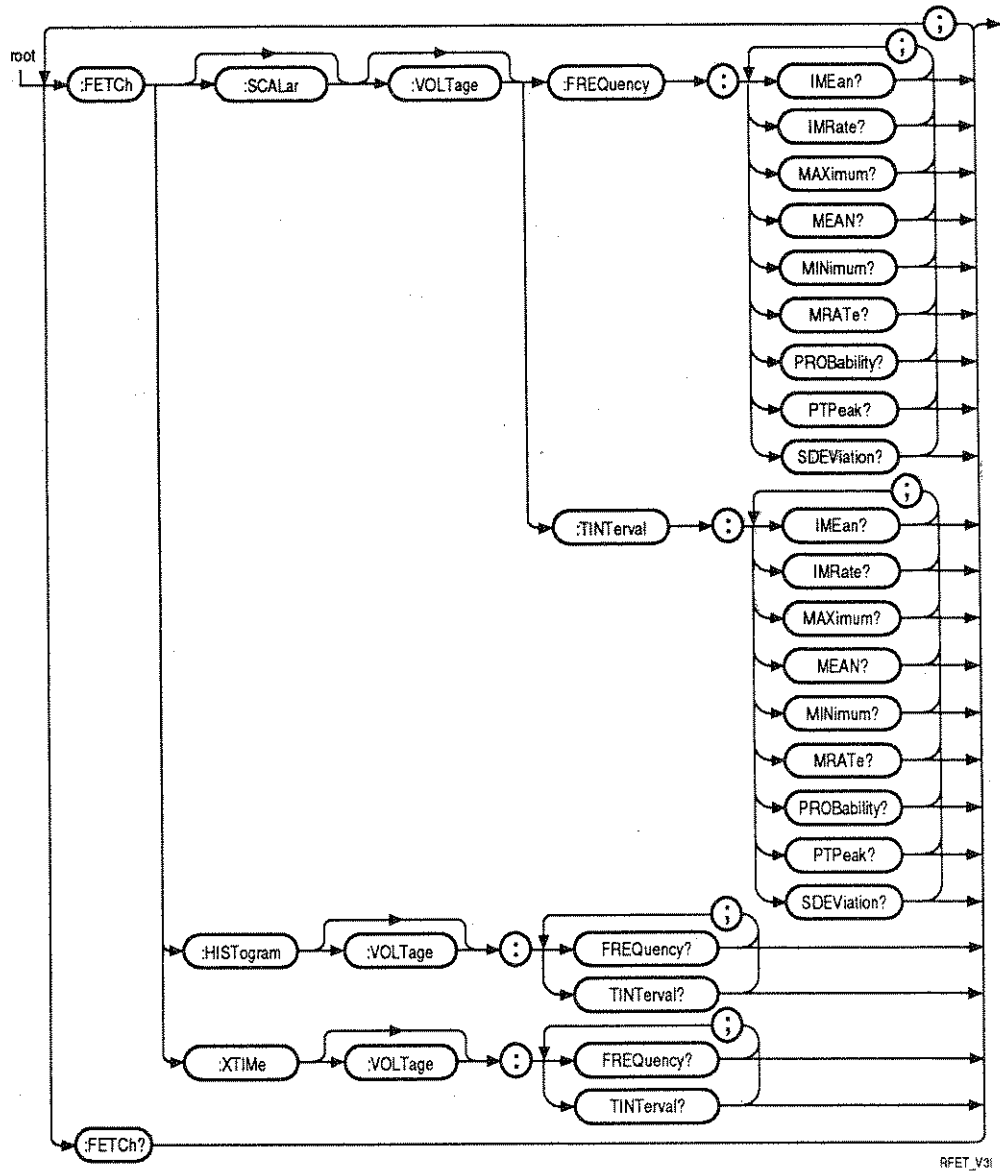 ;
root
:FETCh
:SCALar
:VOLTage
:FREQuency
:
;
IMEan?
IMRate?
MAXimum?
MEAN?
MINimum?
MRATe?
PROBability?
PTPeak?
SDEViation?
:TINTerval
:
;
IMEan?
IMRate?
MAXimum?
MEAN?
MINimum?
MRATe?
PROBability?
PTPeak?
SDEViation?
:HISTogram
:VOLTage
:
;
FREQuency?
TINTerval?
:XTIMe
:VOLTage
:
;
FREQuency?
TINTerval?
:FETCh?